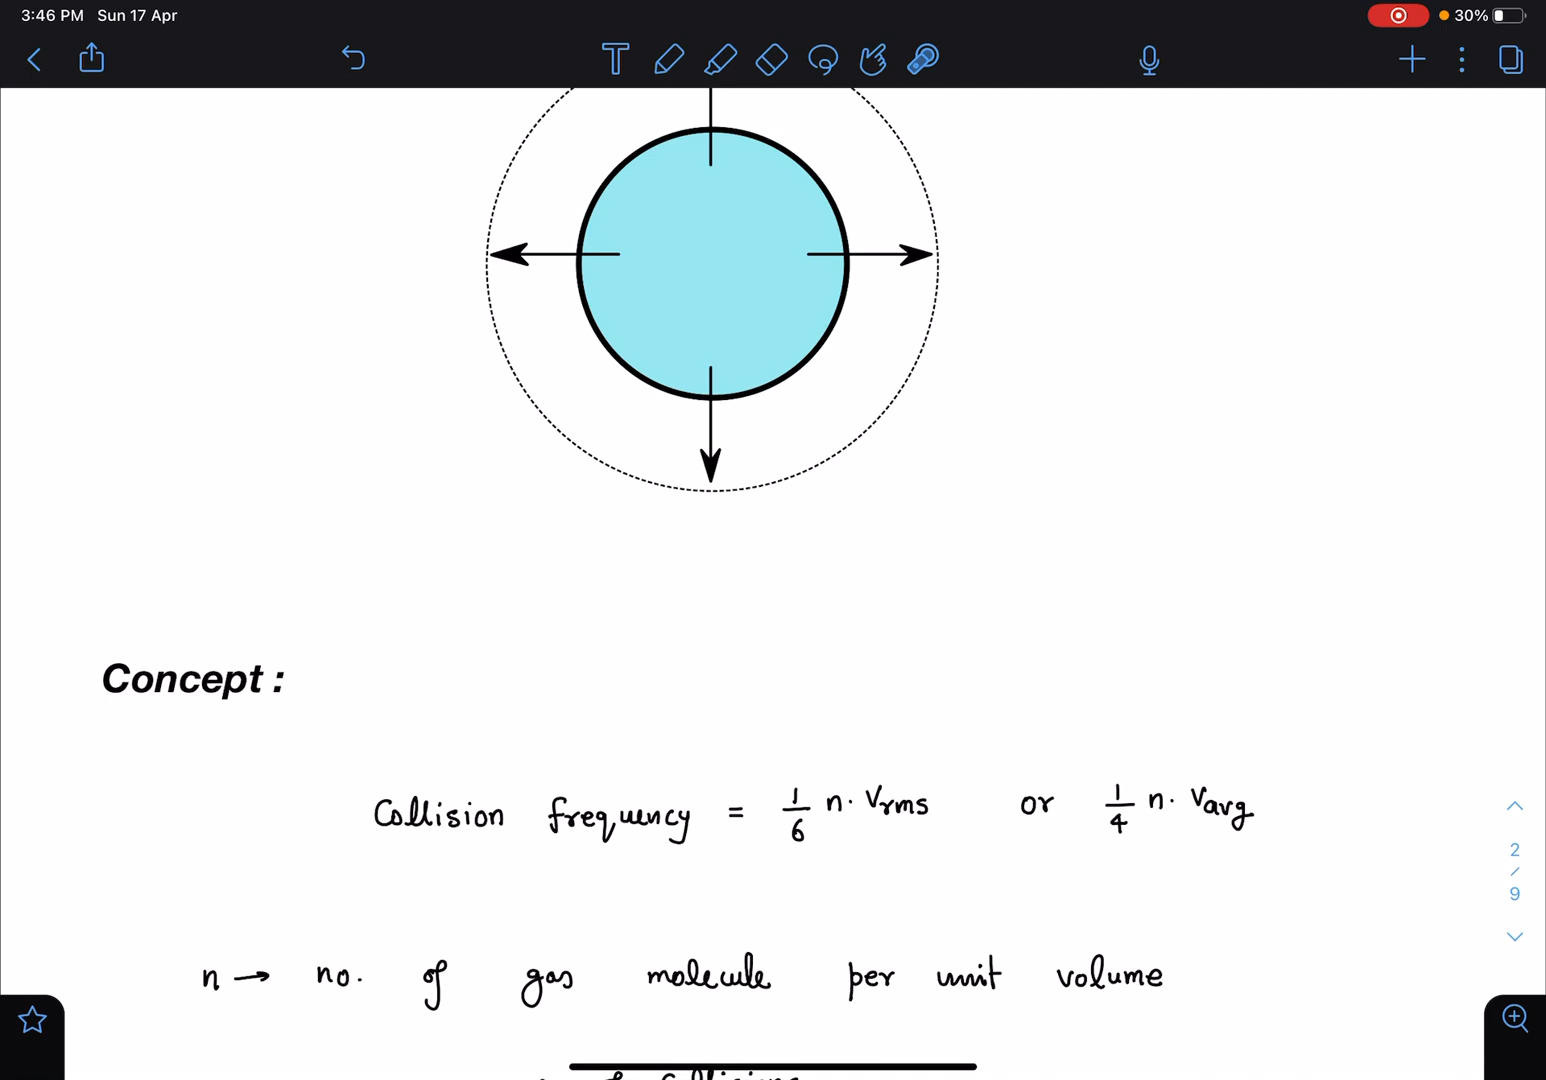 3:46 PM Sun 17 Apr
30%
T
Concept :
Collision frequency = 1/6 n. Vrms or 1/4 n. Vavg
2
/
9
n → no. of gas molecule per unit volume